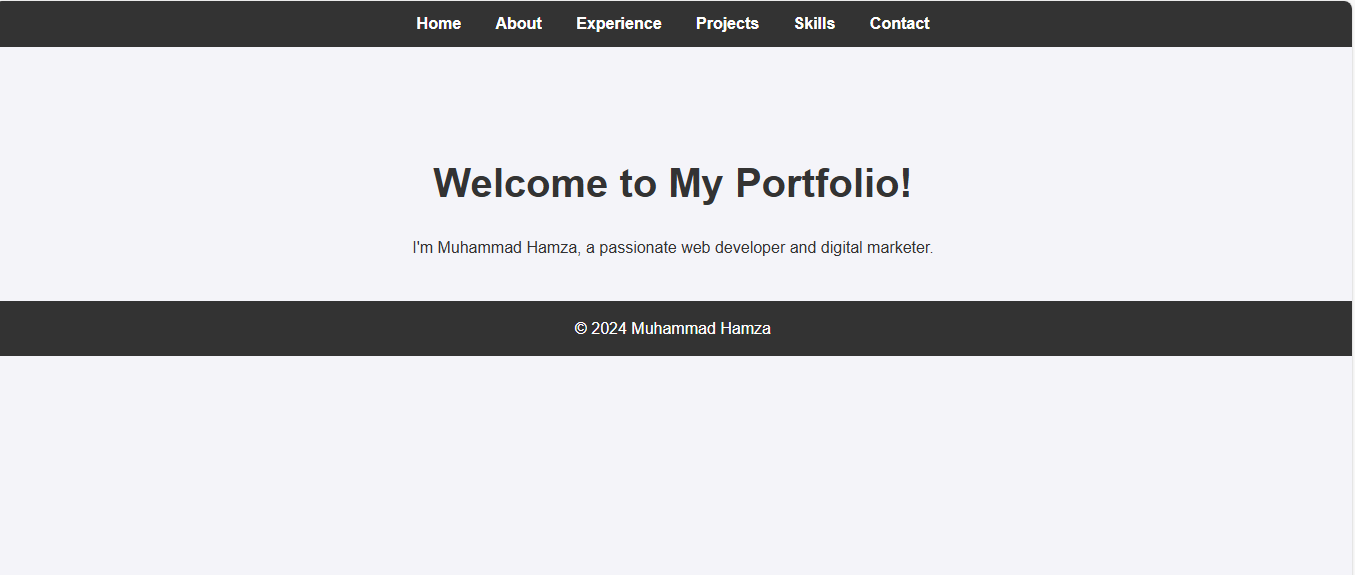 Home About Experience Projects Skills Contact
Welcome to My Portfolio!
I'm Muhammad Hamza, a passionate web developer and digital marketer.
© 2024 Muhammad Hamza